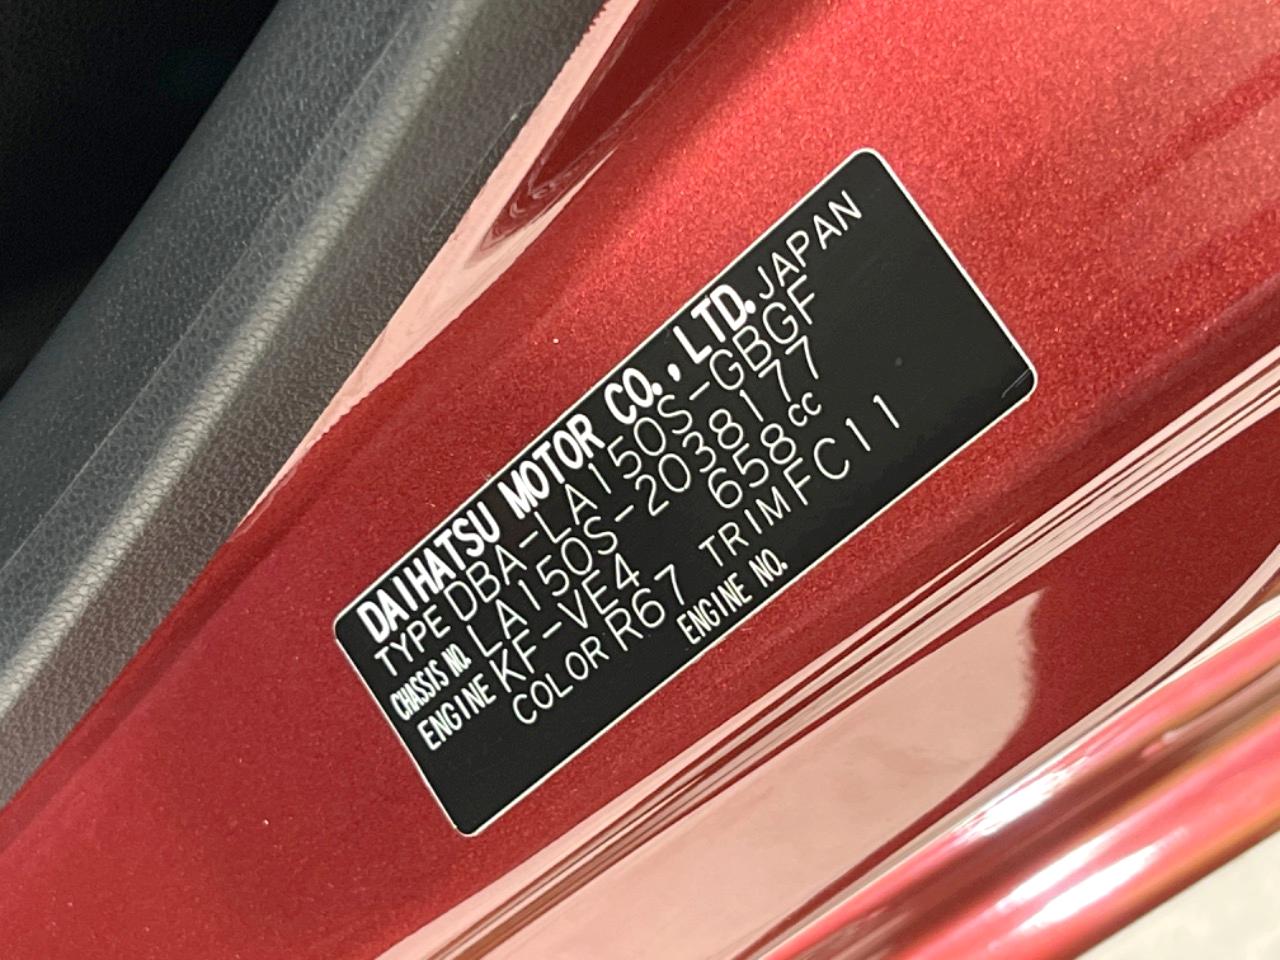 DAIHATSU MOTOR CO., LTD. JAPAN
TYPE DBA-LA150S-GBGF
CHASSIS NO. LA150S-2038177
ENGINE KF-VE4 658cc
COLOR R67 TRIM FC11
ENGINE NO.